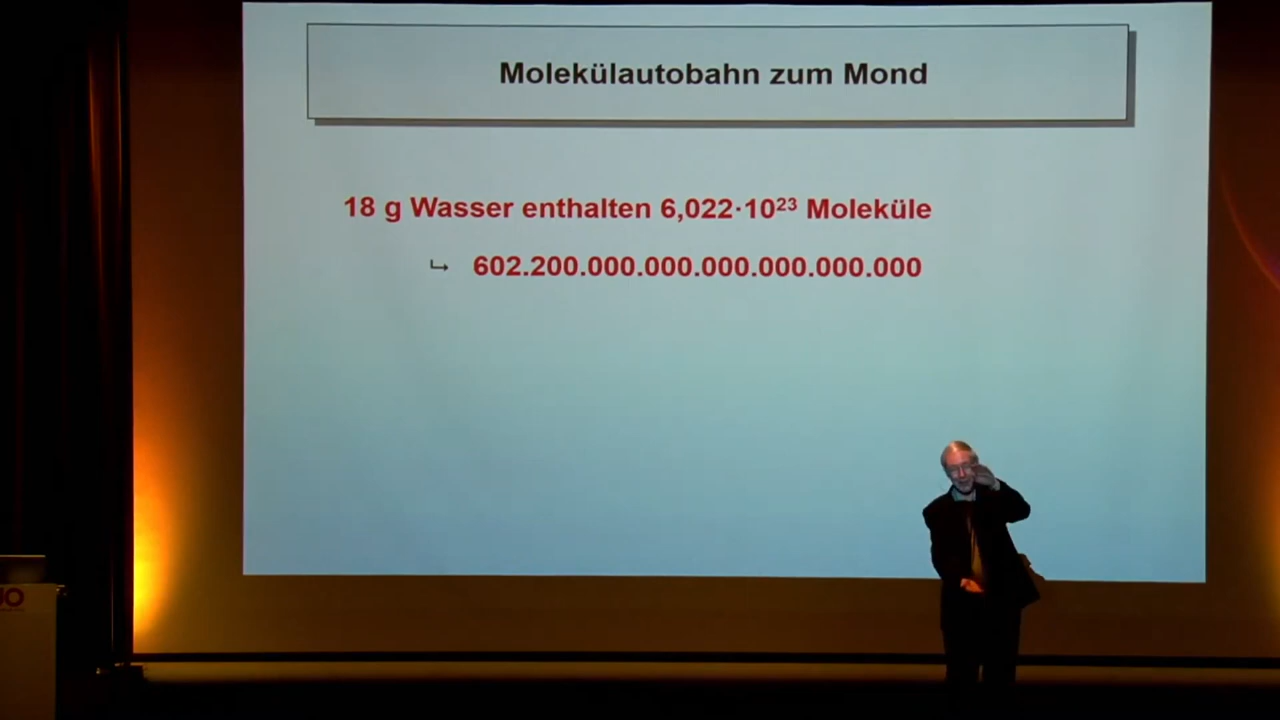 Molekülautobahn zum Mond
18 g Wasser enthalten 6,022·10²³ Moleküle
↳ 602.200.000.000.000.000.000.000